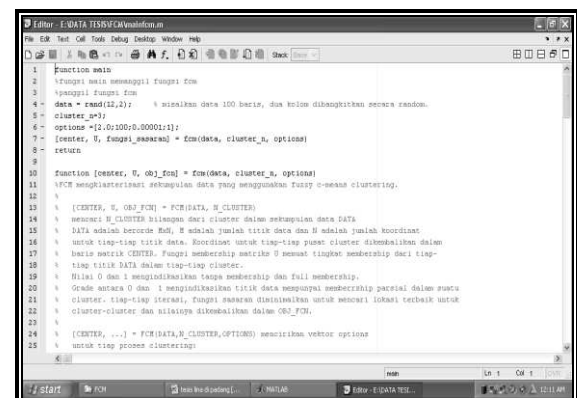 Editor - E:\DATA TESIS\FCM\mainfcm.m
File Edit Text Cell Tools Debug Desktop Window Help
Stack: Base
1 function main
2 %fungsi main memanggil fungsi fcm
3 %panggil fungsi fcm
4 - data = rand(12,2); % misalkan data 100 baris, dua kolom dibangkitkan secara random.
5 - cluster_n=3;
6 - options =[2.0;100;0.00001;1];
7 - [center, U, fungsi_sasaran] = fcm(data, cluster_n, options)
8 - return
9
10 function [center, U, obj_fcn] = fcm(data, cluster_n, options)
11 %FCM mengklasterisasi sekumpulan data yang menggunakan fuzzy c-means clustering.
12 %
13 % [CENTER, U, OBJ_FCN] = FCM(DATA, N_CLUSTER)
14 % mencari N_CLUSTER bilangan dari cluster dalam sekumpulan data DATA
15 % DATA adalah berorde MxN, M adalah jumlah titik data dan N adalah jumlah koordinat
16 % untuk tiap-tiap titik data. Koordinat untuk tiap-tiap pusat cluster dikembalikan dalam
17 % baris matrik CENTER. Fungsi membership matriks U memuat tingkat membership dari tiap-
18 % tiap titik DATA dalam tiap-tiap cluster.
19 % Nilai 0 dan 1 mengindikasikan tanpa membership dan full membership.
20 % Grade antara 0 dan 1 mengindikasikan titik data mempunyai membership parsial dalam suatu
21 % cluster. tiap-tiap iterasi, fungsi sasaran diminimalkan untuk mencari lokasi terbaik untuk
22 % cluster-cluster dan nilainya dikembalikan dalam OBJ_FCN.
23 %
24 % [CENTER, ...] = FCM(DATA,N_CLUSTER,OPTIONS) mencirikan vektor options
25 % untuk tiap proses clustering:
main Ln 1 Col 1 OVR
start FCM tesis lina di padang [... MATLAB Editor - E:\DATA TESI... 12:11 AM